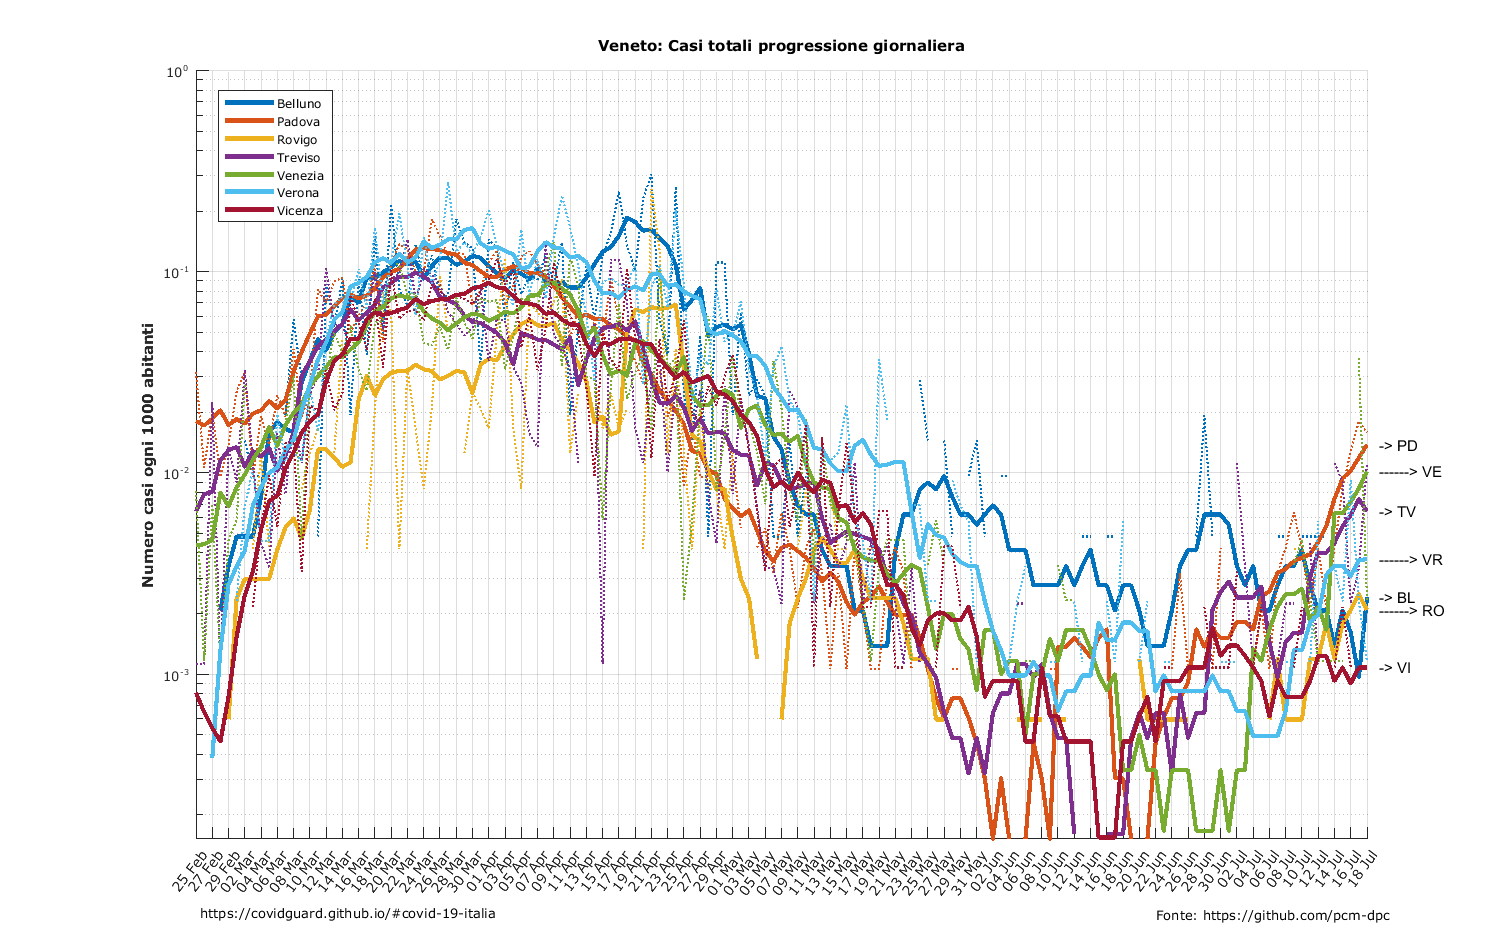 Veneto: Casi totali progressione giornaliera
10^0
10^-1
10^-2
10^-3
Numero casi ogni 1000 abitanti
Belluno
Padova
Rovigo
Treviso
Venezia
Verona
Vicenza
-> PD
------> VE
-> TV
------> VR
-> BL
------> RO
-> VI
25 Feb
27 Feb
29 Feb
02 Mar
04 Mar
06 Mar
08 Mar
10 Mar
12 Mar
14 Mar
16 Mar
18 Mar
20 Mar
22 Mar
24 Mar
26 Mar
28 Mar
30 Mar
01 Apr
03 Apr
05 Apr
07 Apr
09 Apr
11 Apr
13 Apr
15 Apr
17 Apr
19 Apr
21 Apr
23 Apr
25 Apr
27 Apr
29 Apr
01 May
03 May
05 May
07 May
09 May
11 May
13 May
15 May
17 May
19 May
21 May
23 May
25 May
27 May
29 May
31 May
02 Jun
04 Jun
06 Jun
08 Jun
10 Jun
12 Jun
14 Jun
16 Jun
18 Jun
20 Jun
22 Jun
24 Jun
26 Jun
28 Jun
30 Jun
02 Jul
04 Jul
06 Jul
08 Jul
10 Jul
12 Jul
14 Jul
16 Jul
18 Jul
https://covidguard.github.io/#covid-19-italia
Fonte: https://github.com/pcm-dpc